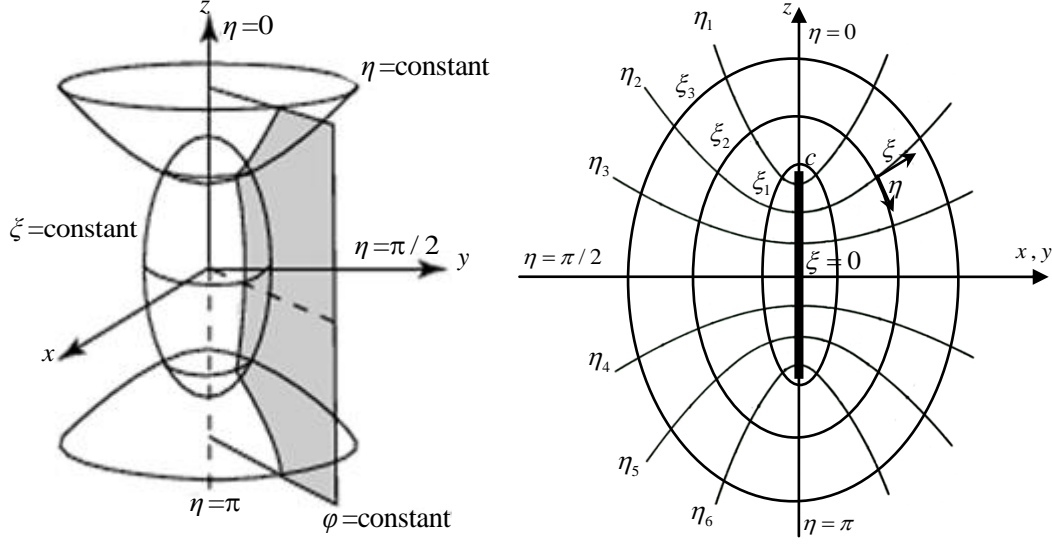 z
η=0
η=constant
ξ=constant
η=π/2
y
x
η=π
φ=constant
z
η=0
η₁
η₂
ξ₃
ξ₂
η₃
ξ₁
c
ξ
η
η=π/2
ξ=0
x,y
η₄
η₅
η₆
η=π